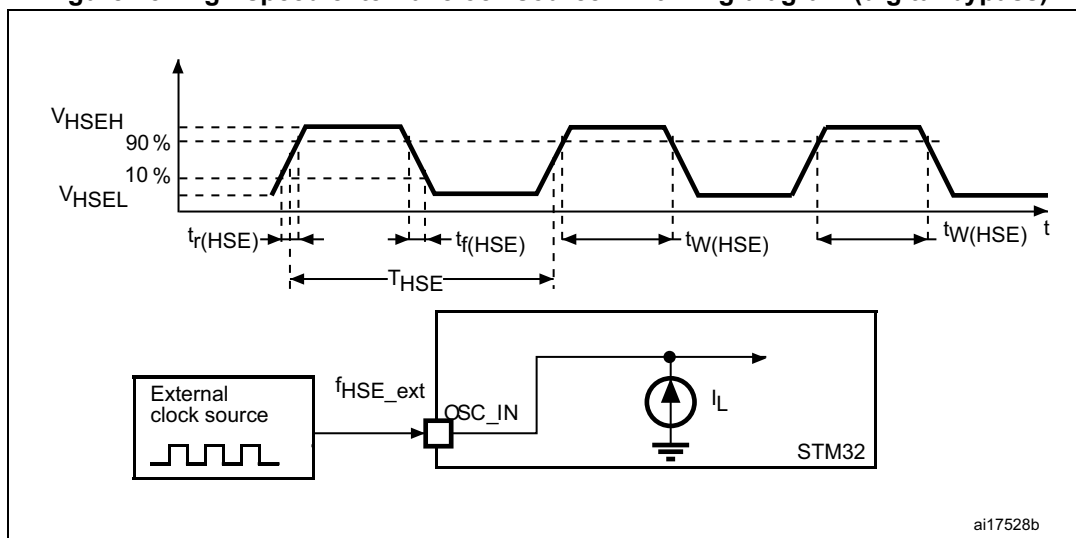 VHSEH
90 %
10 %
VHSEL
tr(HSE)
tf(HSE)
tW(HSE)
tW(HSE)
t
THSE
External
clock source
fHSE_ext
OSC_IN
IL
STM32
ai17528b